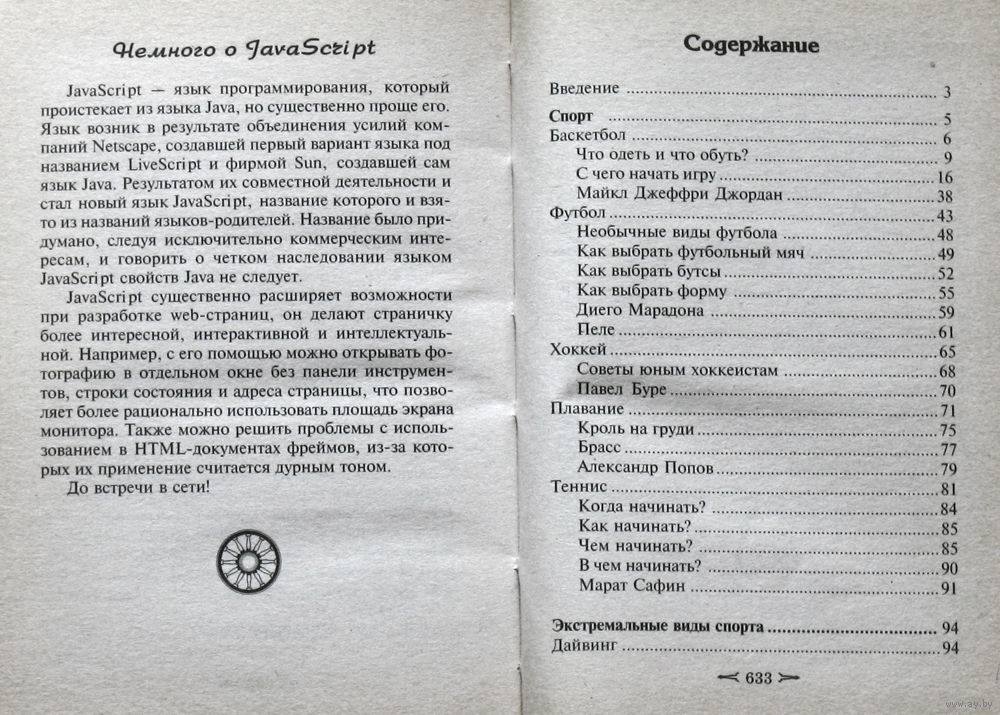 Немного о JavaScript
JavaScript — язык программирования, который
проистекает из языка Java, но существенно проще его.
Язык возник в результате объединения усилий ком-
паний Netscape, создавшей первый вариант языка под
названием LiveScript и фирмой Sun, создавшей сам
язык Java. Результатом их совместной деятельности и
стал новый язык JavaScript, название которого и взя-
то из названий языков-родителей. Название было при-
думано, следуя исключительно коммерческим инте-
ресам, и говорить о четком наследовании языком
JavaScript свойств Java не следует.
JavaScript существенно расширяет возможности
при разработке web-страниц, он делают страничку
более интересной, интерактивной и интеллектуаль-
ной. Например, с его помощью можно открывать фо-
тографию в отдельном окне без панели инструмен-
тов, строки состояния и адреса страницы, что позво-
ляет более рационально использовать площадь экрана
монитора. Также можно решить проблемы с исполь-
зованием в HTML-документах фреймов, из-за кото-
рых их применение считается дурным тоном.
До встречи в сети!
Содержание
Введение ..... 3
Спорт ..... 5
Баскетбол ..... 6
Что одеть и что обуть? ..... 9
С чего начать игру ..... 16
Майкл Джеффри Джордан ..... 38
Футбол ..... 43
Необычные виды футбола ..... 48
Как выбрать футбольный мяч ..... 49
Как выбрать бутсы ..... 52
Как выбрать форму ..... 55
Диего Марадона ..... 59
Пеле ..... 61
Хоккей ..... 65
Советы юным хоккеистам ..... 68
Павел Буре ..... 70
Плавание ..... 71
Кроль на груди ..... 75
Брасс ..... 77
Александр Попов ..... 79
Теннис ..... 81
Когда начинать? ..... 84
Как начинать? ..... 85
Чем начинать? ..... 85
В чем начинать? ..... 90
Марат Сафин ..... 91
Экстремальные виды спорта ..... 94
Дайвинг ..... 94
633
www.ay.by